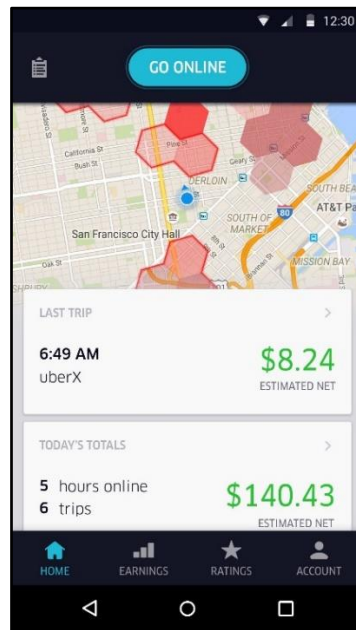 12:30
GO ONLINE
California St
Bush St
Pine St
Geary St
DERLOIN
SOUTH BEA
AT&T Pa
80
San Francisco City Hall
SOUTH OF
MARKET
Oak St
MISSION BAY
SHBURY
101
LAST TRIP
6:49 AM
uberX
$8.24
ESTIMATED NET
TODAY'S TOTALS
5 hours online
6 trips
$140.43
ESTIMATED NET
HOME
EARNINGS
RATINGS
ACCOUNT